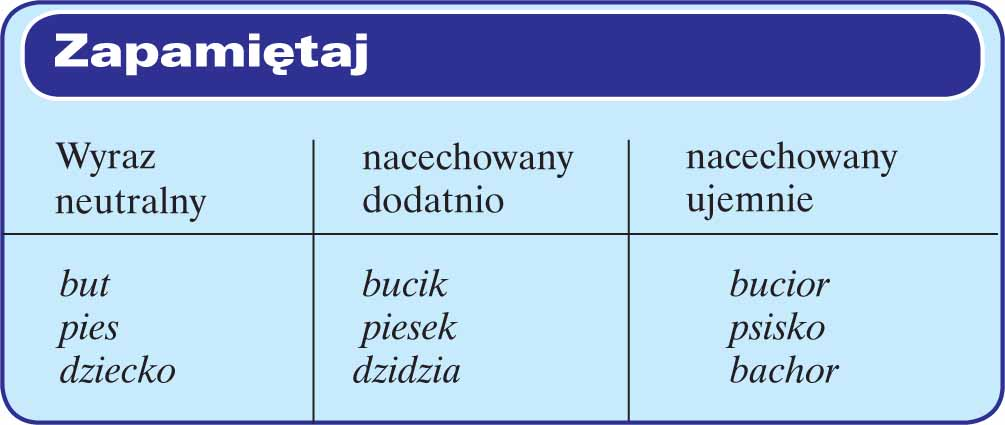 Zapamiętaj
Wyraz neutralny
nacechowany dodatnio
nacechowany ujemnie
but bucik bucior
pies piesek psisko
dziecko dzidzia bachor